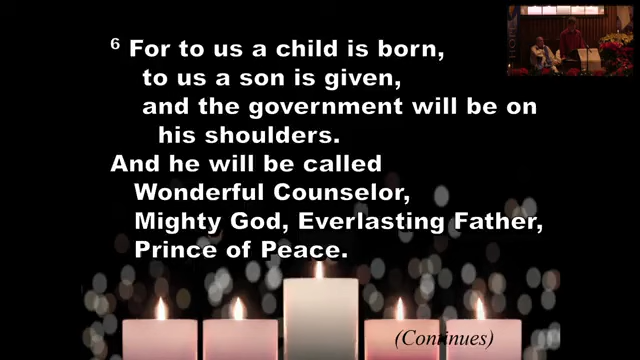 6 For to us a child is born,
to us a son is given,
and the government will be on
his shoulders.
And he will be called
Wonderful Counselor,
Mighty God, Everlasting Father,
Prince of Peace.
(Continues)